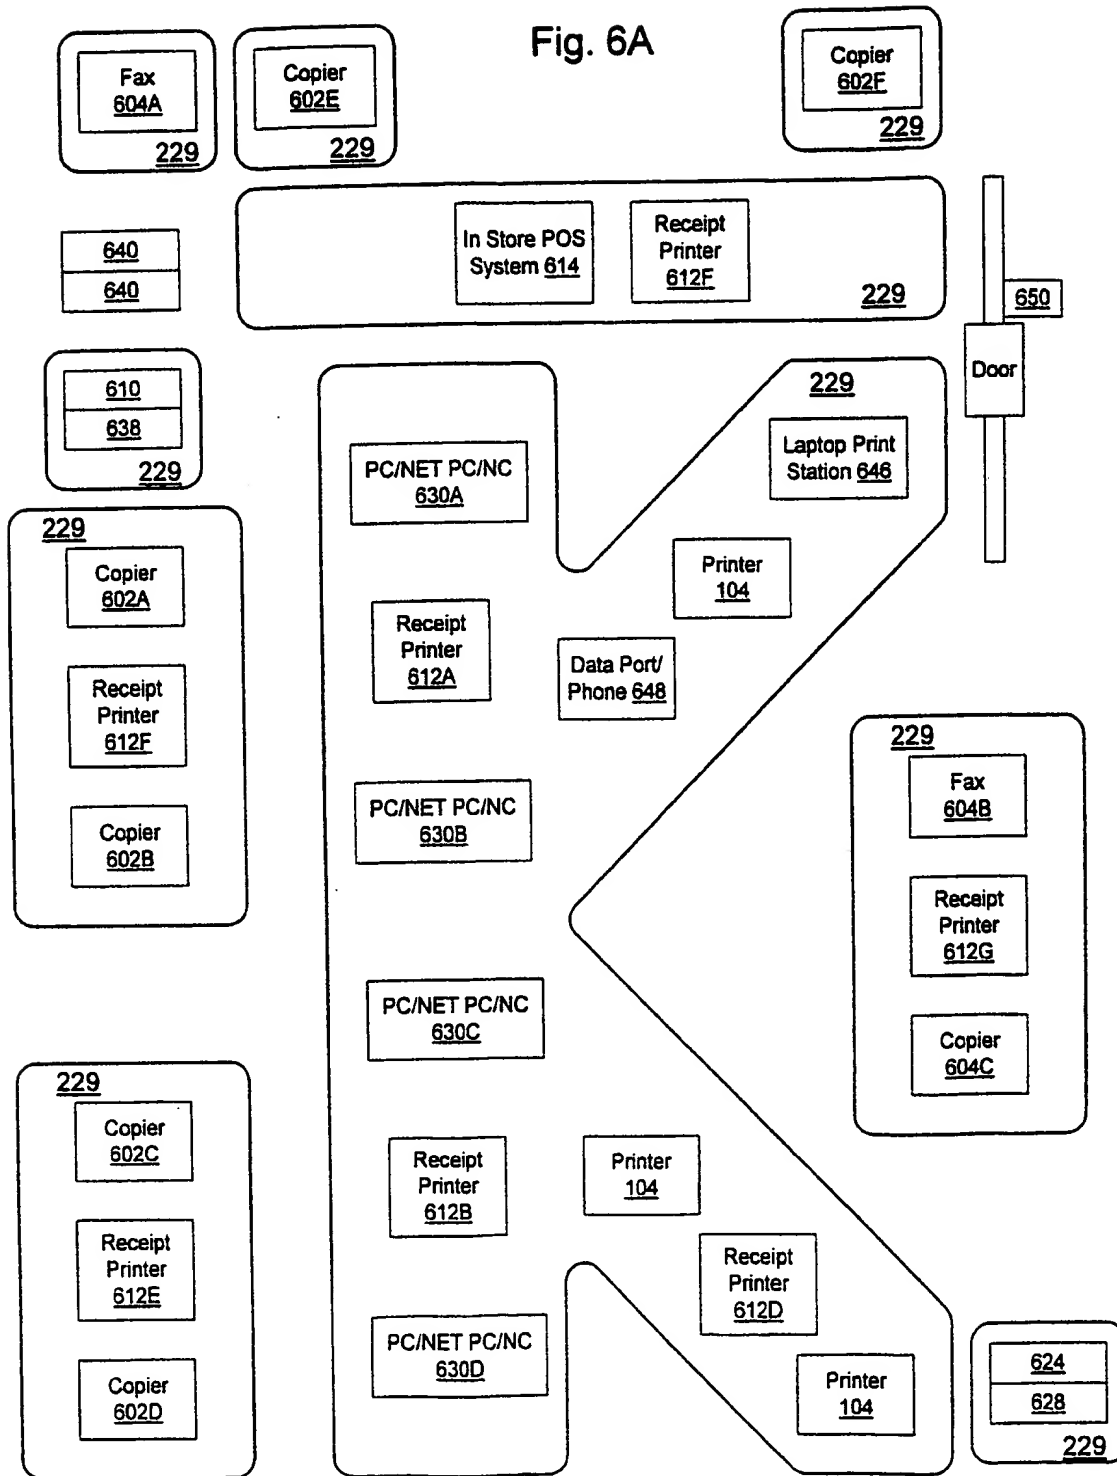 Fig. 6A
Fax
604A
229
Copier
602E
229
Copier
602F
229
640
640
In Store POS
System 614
Receipt
Printer
612F
229
650
Door
610
638
229
229
Copier
602A
Receipt
Printer
612F
Copier
602B
229
Copier
602C
Receipt
Printer
612E
Copier
602D
PC/NET PC/NC
630A
Receipt
Printer
612A
PC/NET PC/NC
630B
PC/NET PC/NC
630C
Receipt
Printer
612B
PC/NET PC/NC
630D
229
Laptop Print
Station 646
Printer
104
Data Port/
Phone 648
Printer
104
Receipt
Printer
612D
Printer
104
229
Fax
604B
Receipt
Printer
612G
Copier
604C
624
628
229